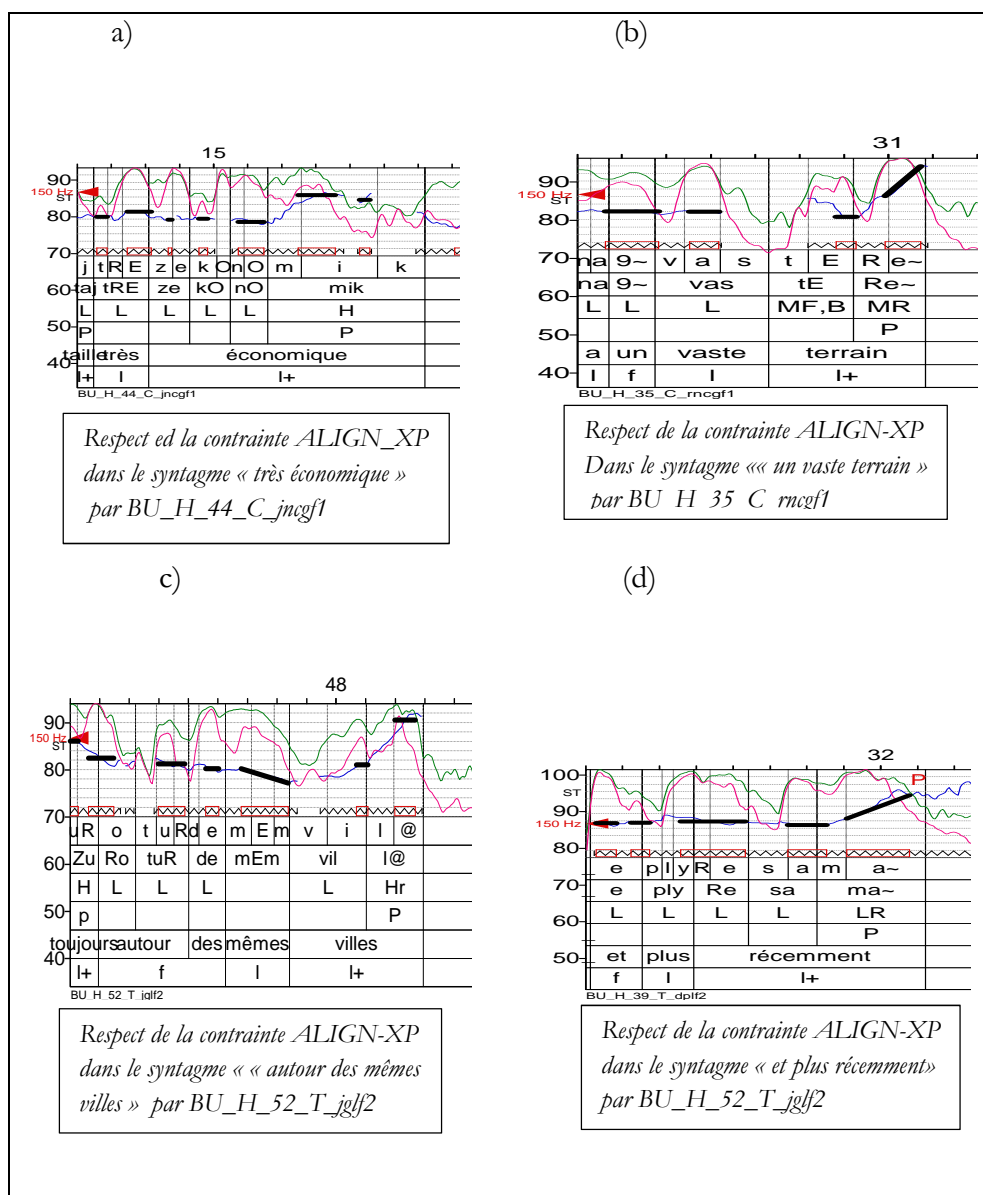 a)
(b)
15
90
150 Hz
ST
80
70
60
50
40
j t R E z e k O n O m i k
taj tRE ze kO nO mik
L L L L L H
P P
taille très économique
l+ l l+
BU_H_44_C_jncgf1
31
90
150 Hz
ST
80
70
60
50
40
na 9~ v a s t E R e~
na 9~ vas tE Re~
L L L MF,B MR
P
a un vaste terrain
l f l l+
BU_H_35_C_rncgf1
Respect ed la contrainte ALIGN_XP
dans le syntagme « très économique »
par BU_H_44_C_jncgf1
Respect de la contrainte ALIGN-XP
Dans le syntagme «« un vaste terrain »
par BU_H_35_C_rncgf1
c)
(d)
48
90
150 Hz
ST
80
70
60
50
40
uR o t uR d e m E m v i l @
Zu Ro tuR de mEm vil l@
H L L L L Hr
p P
toujours autour des mêmes villes
l+ f l l+
BU_H_52_T_jglf2
32
100
ST
90
150 Hz
80
70
60
50
P
e p l y R e s a m a~
e ply Re sa ma~
L L L L LR
P
et plus récemment
f l l+
BU_H_39_T_dplf2
Respect de la contrainte ALIGN-XP
dans le syntagme « « autour des mêmes
villes » par BU_H_52_T_jglf2
Respect de la contrainte ALIGN-XP
dans le syntagme « et plus récemment»
par BU_H_52_T_jglf2